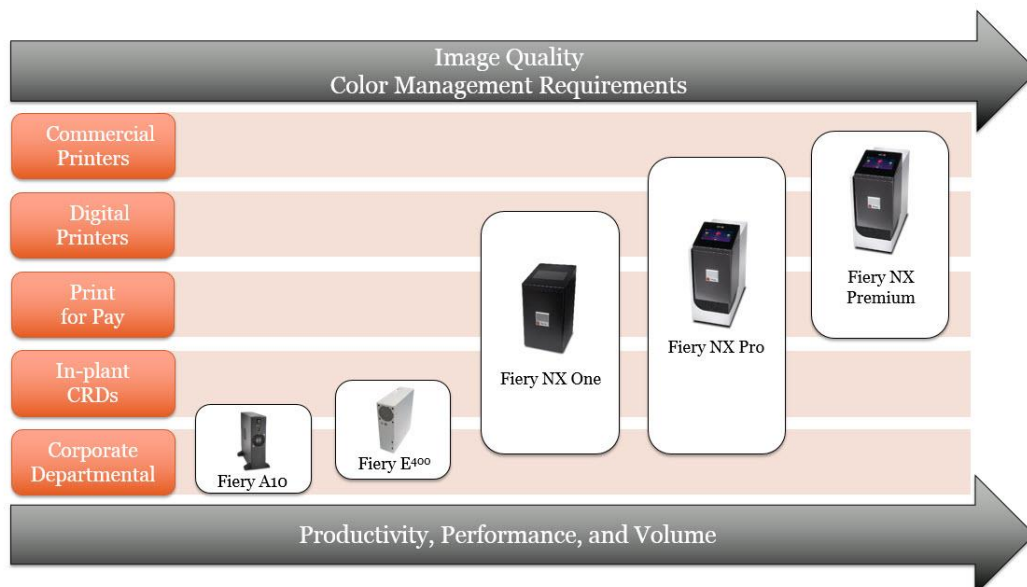 Image Quality
Color Management Requirements
Commercial
Printers
Digital
Printers
Print
for Pay
In-plant
CRDs
Corporate
Departmental
Fiery A10
Fiery E400
Fiery NX One
Fiery NX Pro
Fiery NX
Premium
Productivity, Performance, and Volume